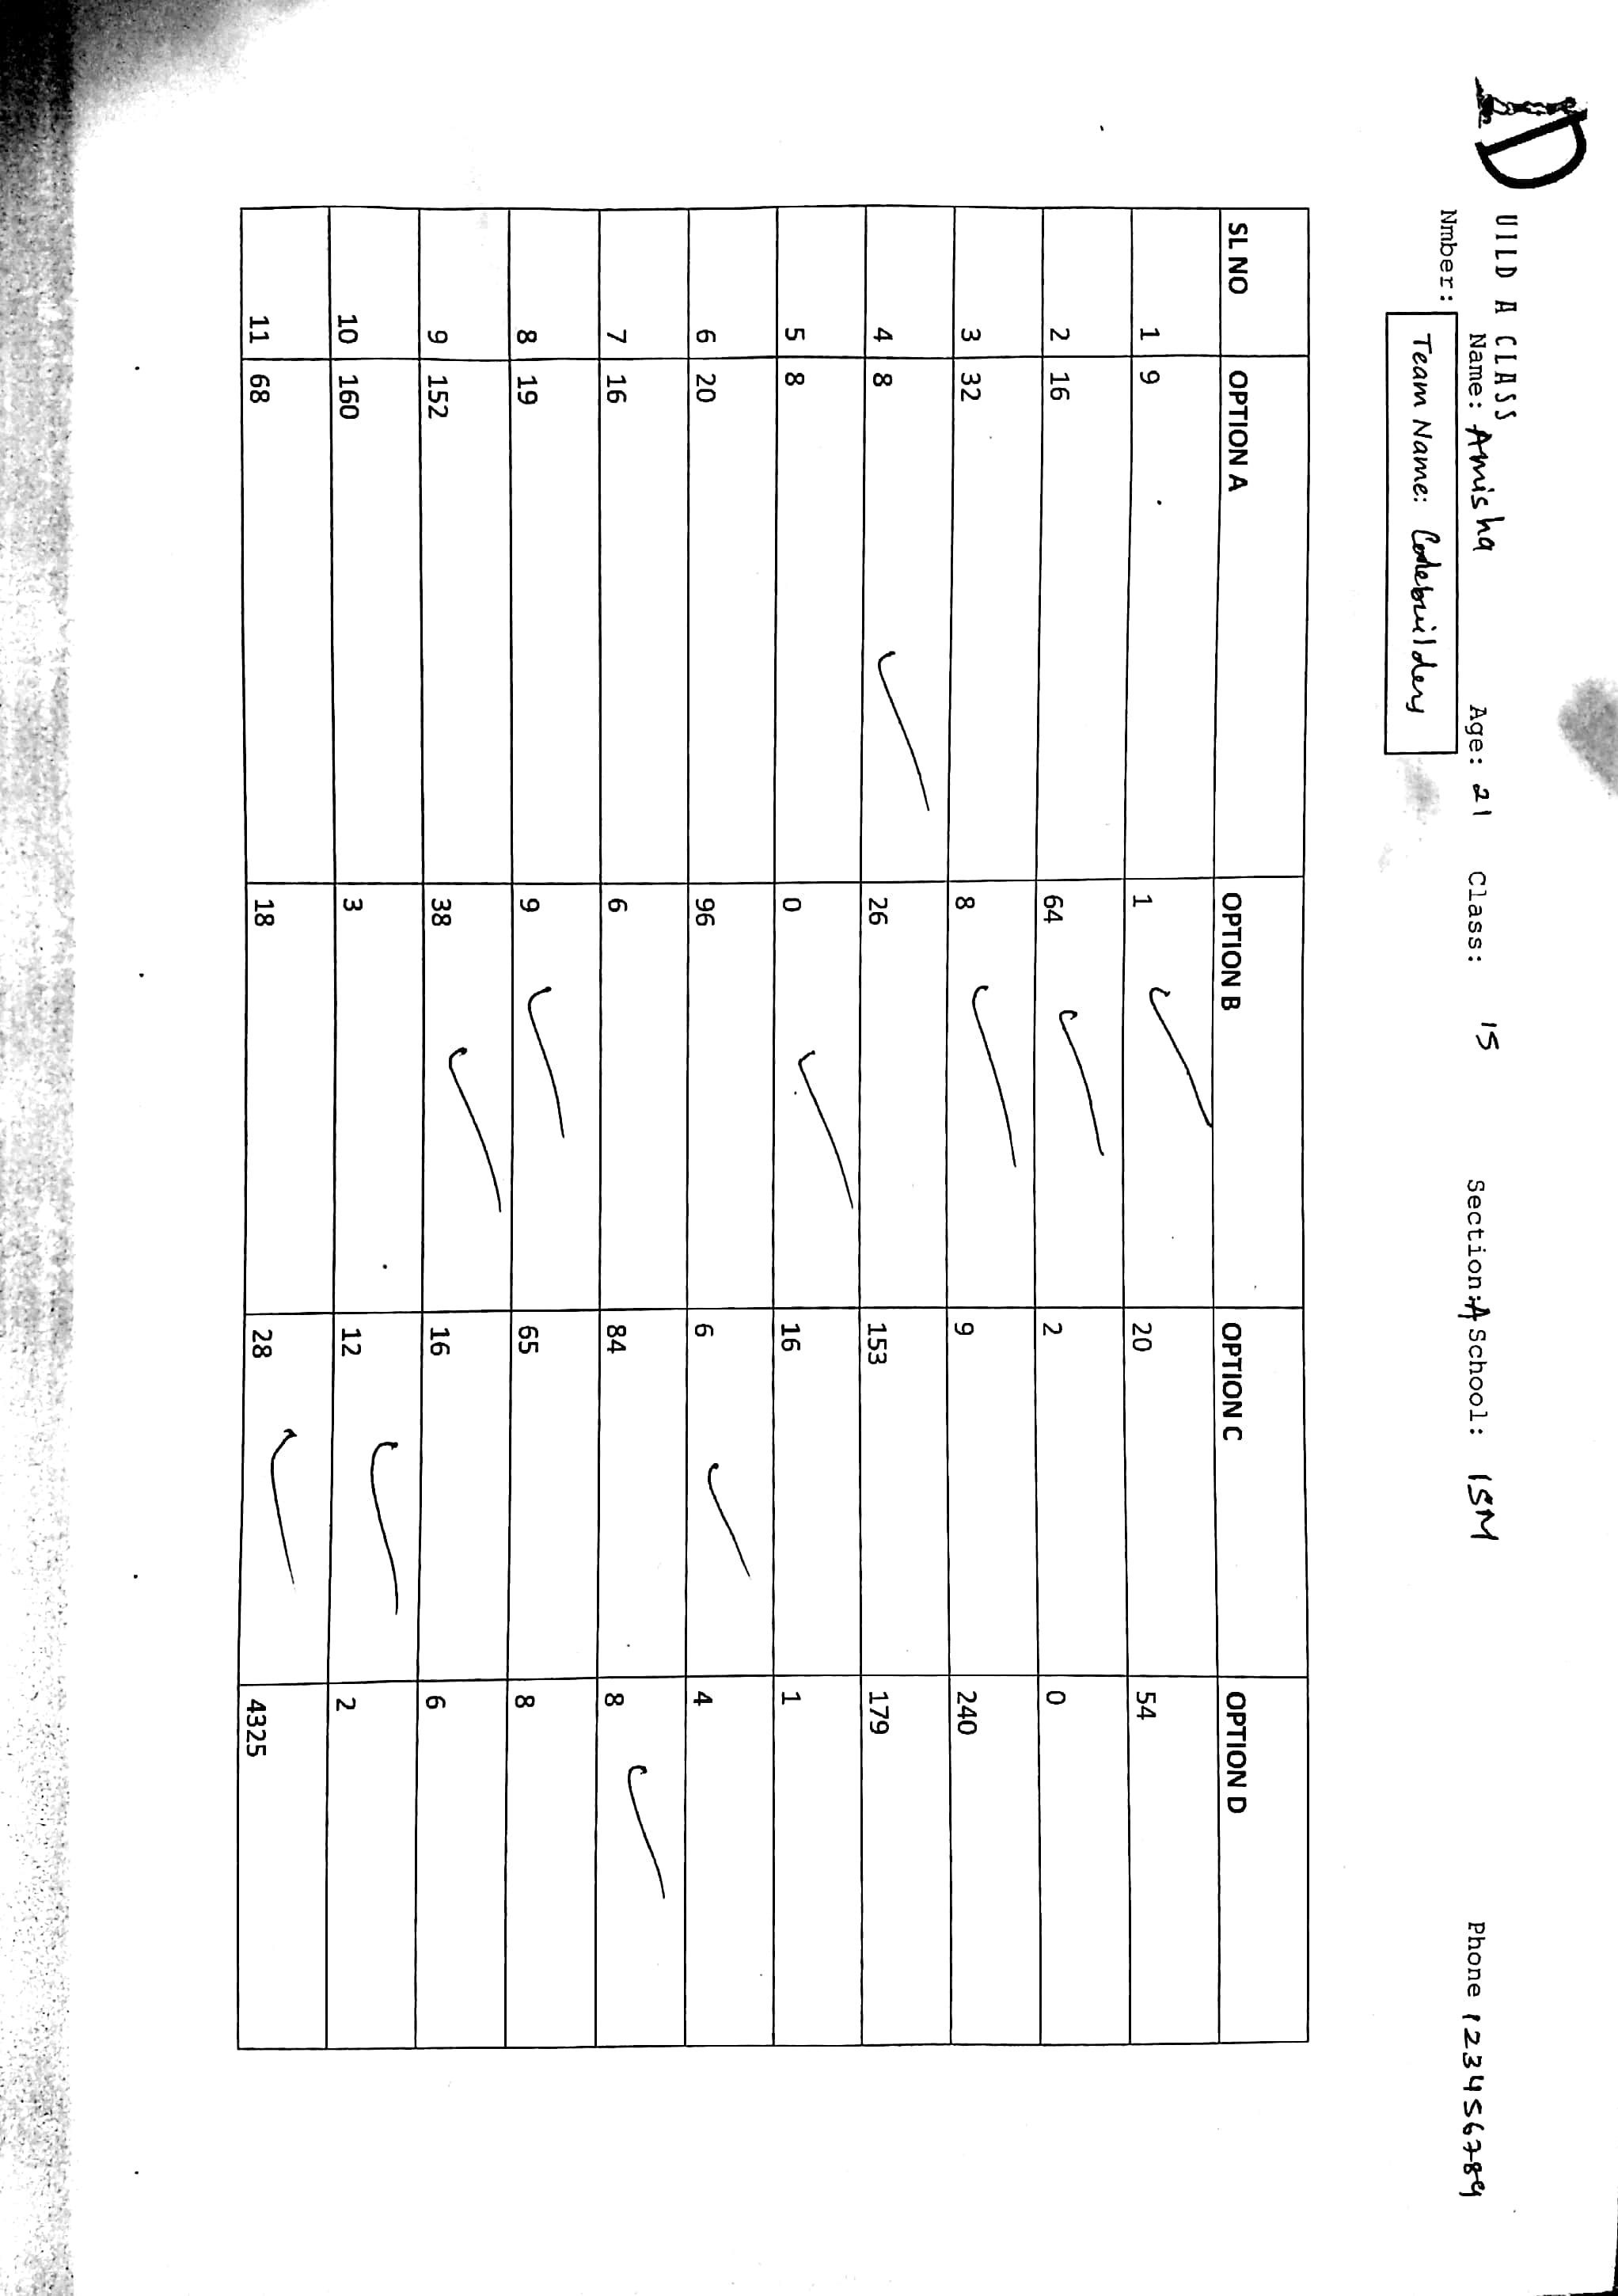 D
UILD A CLASS
Name: Amisha Age: 21 Class: 15 Section: A School: ISM Phone 123456789
Nmber:
Team Name: Codebuilders
SL NO OPTION A OPTION B OPTION C OPTION D
1 9 1 ✓ 20 54
2 16 64 ✓ 2 0
3 32 8 ✓ 9 240
4 8 ✓ 26 153 179
5 8 0 ✓ 16 1
6 20 96 6 ✓ 4
7 16 6 84 8 ✓
8 19 9 ✓ 65 8
9 152 38 ✓ 16 6
10 160 3 12 ✓ 2
11 68 18 28 ✓ 4325